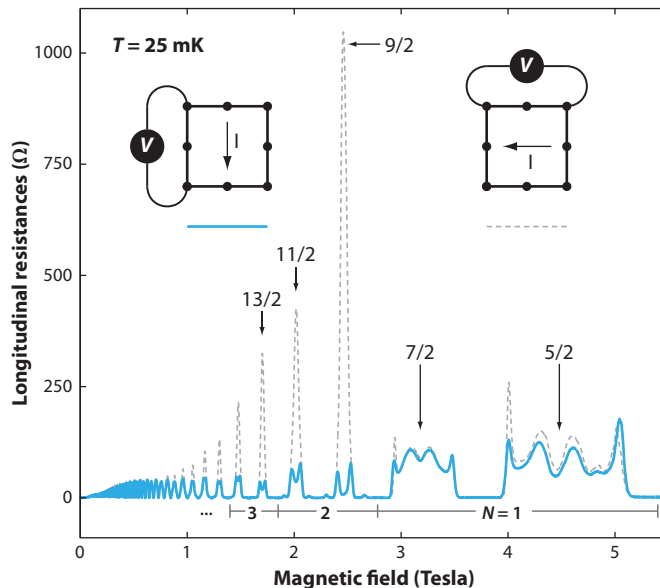 T = 25 mK
9/2
V
I
V
I
11/2
13/2
7/2
5/2
Longitudinal resistances (Ω)
1000
750
500
250
0
... 3 2 N = 1
0 1 2 3 4 5
Magnetic field (Tesla)